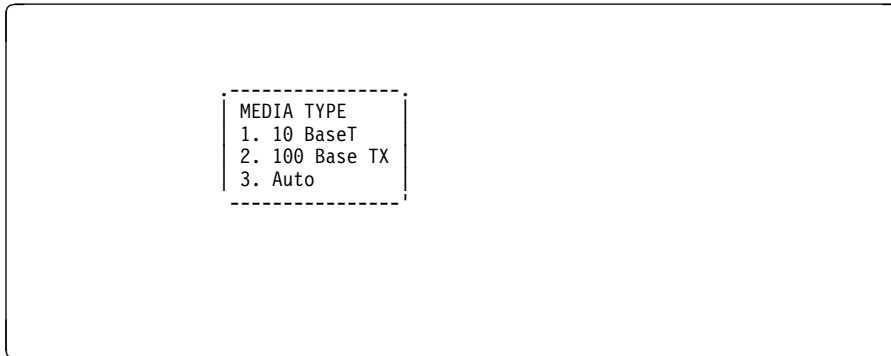 MEDIA TYPE
1. 10 BaseT
2. 100 Base TX
3. Auto